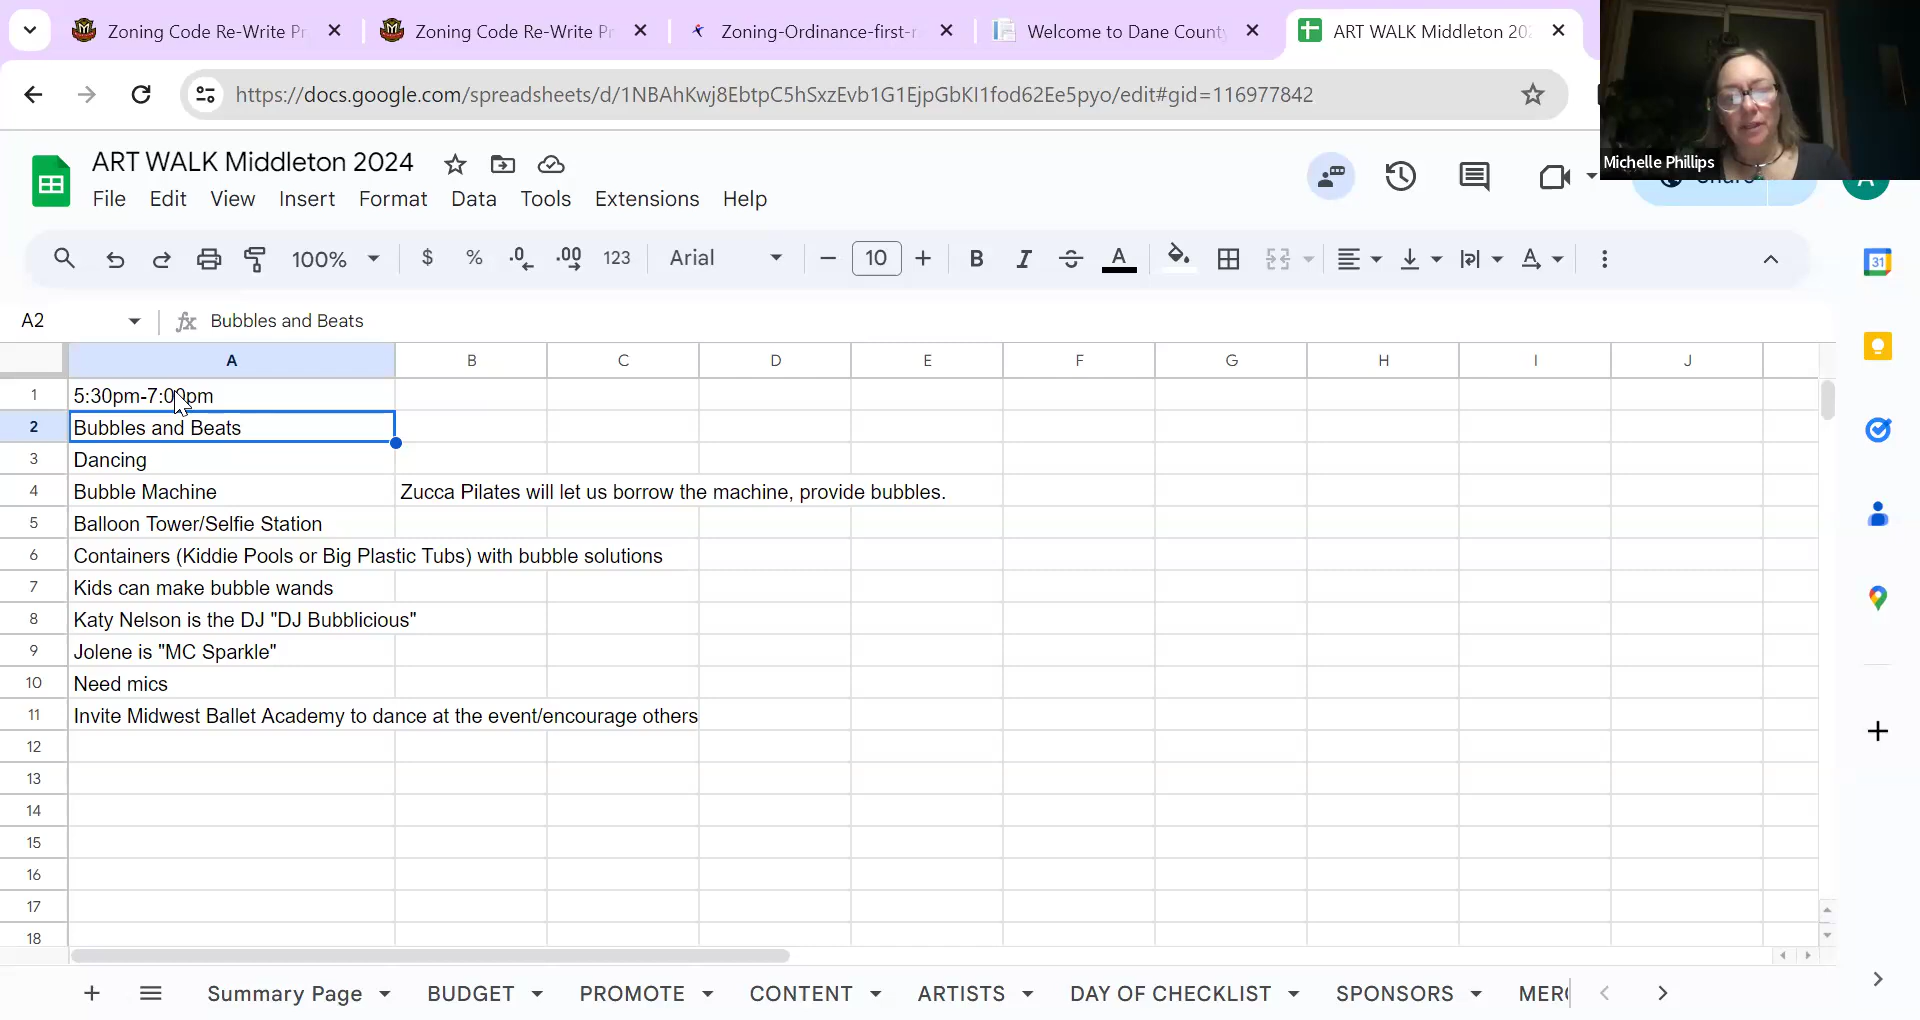 Zoning Code Re-Write Pr
Zoning Code Re-Write Pr
Zoning-Ordinance-first-r
Welcome to Dane County
ART WALK Middleton 202
https://docs.google.com/spreadsheets/d/1NBAhKwj8EbtpC5hSxzEvb1G1EjpGbKI1fod62Ee5pyo/edit#gid=116977842
Michelle Phillips
ART WALK Middleton 2024
Share
A
File Edit View Insert Format Data Tools Extensions Help
100% $ % .0 .00 123 Arial 10 B I S A
31
A2 fx Bubbles and Beats
A B C D E F G H I J
1 5:30pm-7:00pm
2 Bubbles and Beats
3 Dancing
4 Bubble Machine Zucca Pilates will let us borrow the machine, provide bubbles.
5 Balloon Tower/Selfie Station
6 Containers (Kiddie Pools or Big Plastic Tubs) with bubble solutions
7 Kids can make bubble wands
8 Katy Nelson is the DJ "DJ Bubblicious"
9 Jolene is "MC Sparkle"
10 Need mics
11 Invite Midwest Ballet Academy to dance at the event/encourage others
12
13
14
15
16
17
18
Summary Page BUDGET PROMOTE CONTENT ARTISTS DAY OF CHECKLIST SPONSORS MERC